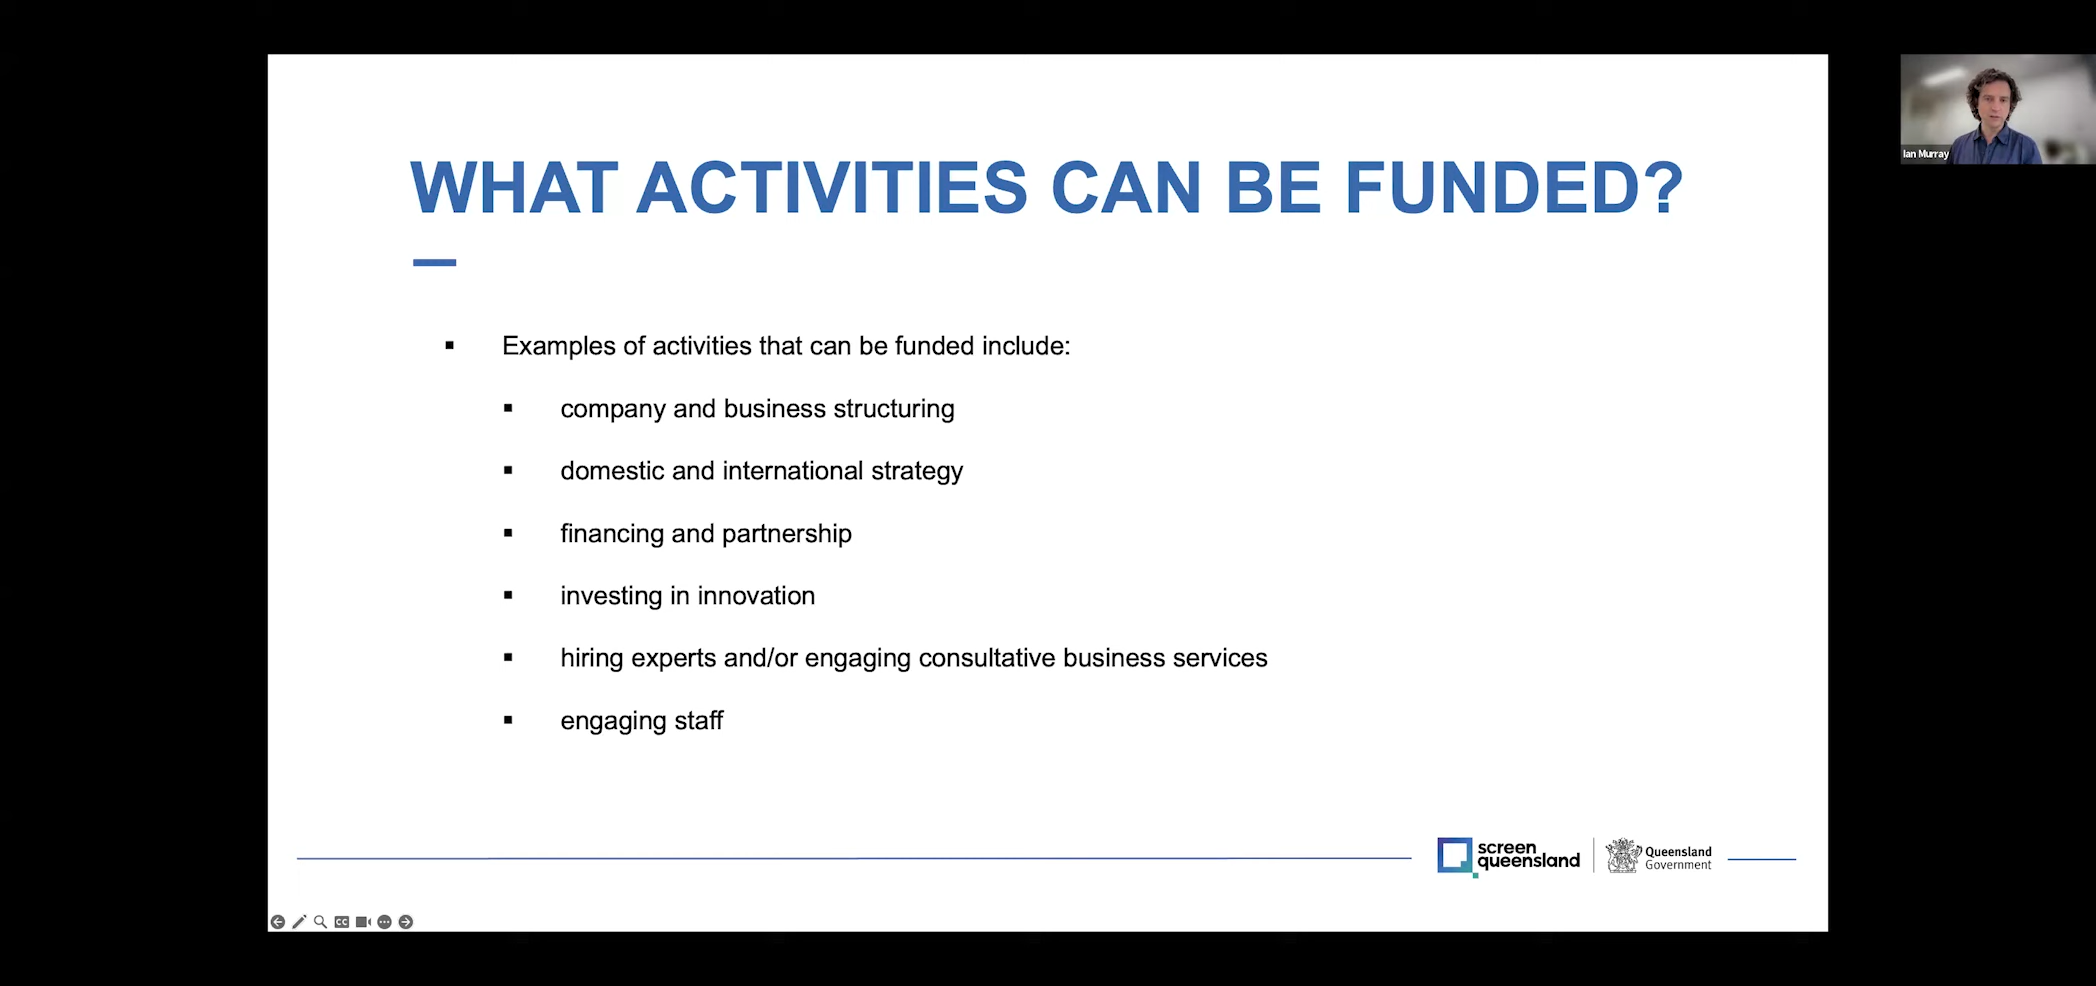 WHAT ACTIVITIES CAN BE FUNDED?
Ian Murray
Examples of activities that can be funded include:
company and business structuring
domestic and international strategy
financing and partnership
investing in innovation
hiring experts and/or engaging consultative business services
engaging staff
screen
queensland
Queensland
Government
CC